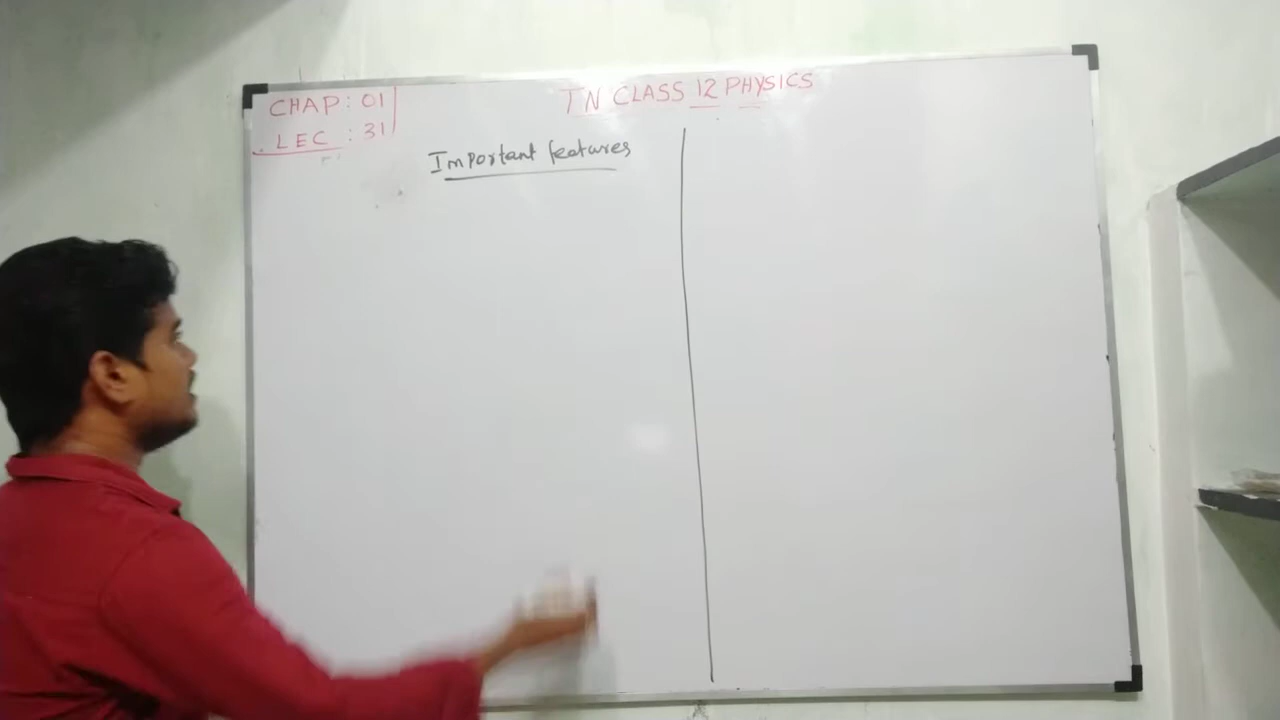 CHAP: 01
LEC : 31
TN CLASS 12 PHYSICS
Important features